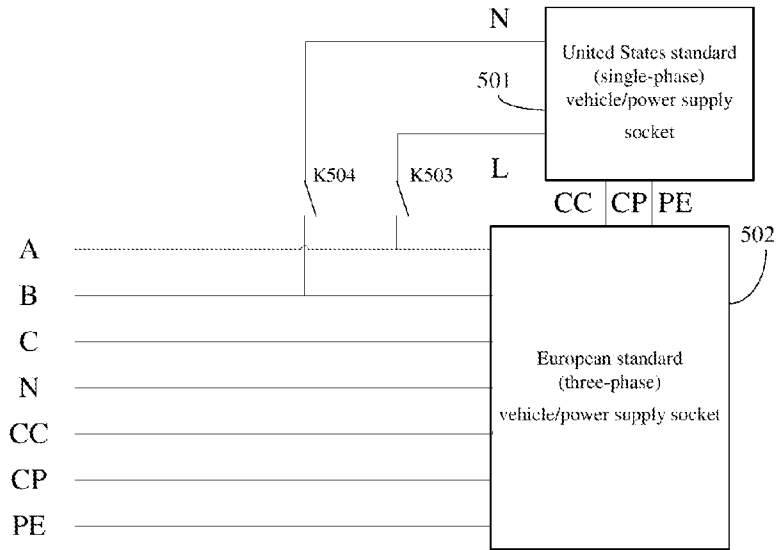 N
United States standard
(single-phase)
vehicle/power supply
socket
501
K504
K503
L
CC
CP
PE
502
A
B
C
N
CC
CP
PE
European standard
(three-phase)
vehicle/power supply socket